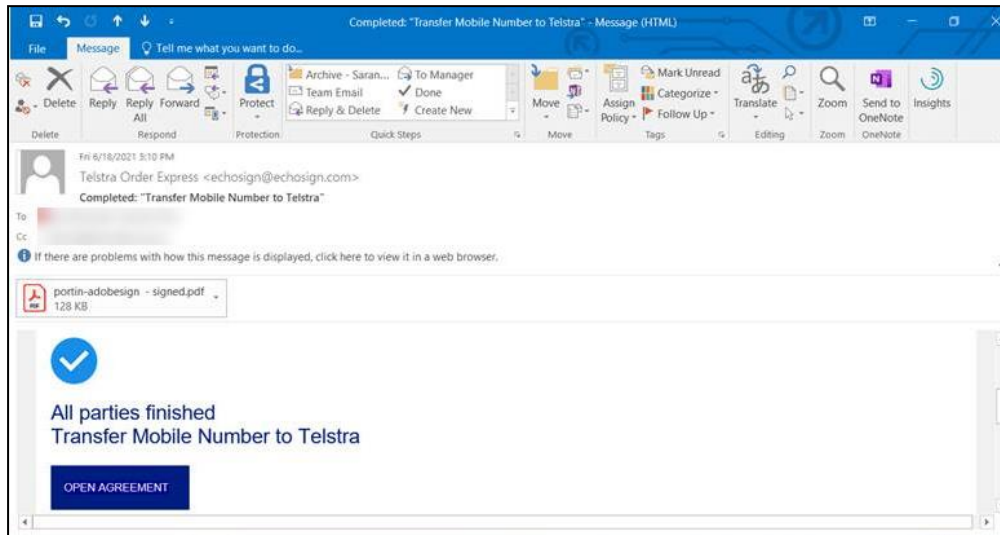 Completed: "Transfer Mobile Number to Telstra" - Message (HTML)
File Message Tell me what you want to do...
Delete Reply Reply All Forward Protect
Archive - Saran... To Manager
Team Email Done
Reply & Delete Create New
Move Assign Policy Mark Unread
Categorize
Follow Up
Translate Zoom Send to OneNote Insights
Delete Respond Protection Quick Steps Move Tags Editing Zoom OneNote
Fri 6/18/2021 5:10 PM
Telstra Order Express <echosign@echosign.com>
Completed: "Transfer Mobile Number to Telstra"
To
Cc
If there are problems with how this message is displayed, click here to view it in a web browser.
portin-adobesign - signed.pdf
128 KB
All parties finished
Transfer Mobile Number to Telstra
OPEN AGREEMENT